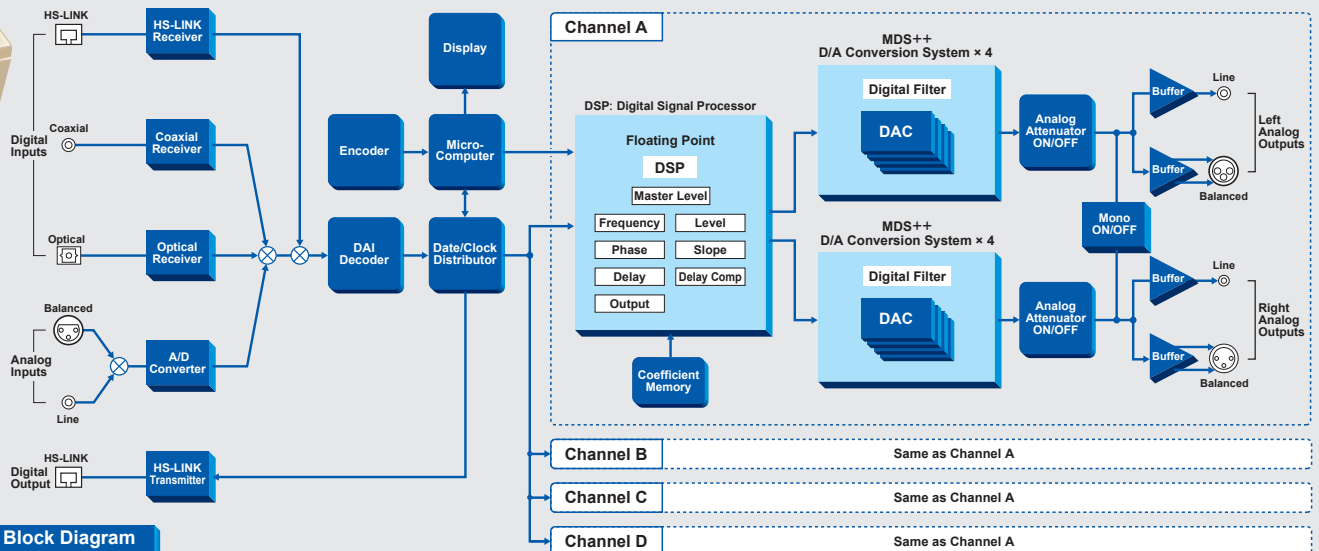 HS-LINK
HS-LINK
Receiver
Digital
Inputs
Coaxial
Coaxial
Receiver
Optical
Optical
Receiver
Balanced
Analog
Inputs
Line
A/D
Converter
Digital
Output
HS-LINK
HS-LINK
Transmitter
Display
Encoder
Micro-
Computer
DAI
Decoder
Date/Clock
Distributor
Channel A
DSP: Digital Signal Processor
Floating Point
DSP
Master Level
Frequency
Level
Phase
Slope
Delay
Delay Comp
Output
Coefficient
Memory
MDS++
D/A Conversion System × 4
Digital Filter
DAC
MDS++
D/A Conversion System × 4
Digital Filter
DAC
Analog
Attenuator
ON/OFF
Analog
Attenuator
ON/OFF
Mono
ON/OFF
Buffer
Line
Buffer
Balanced
Left
Analog
Outputs
Buffer
Line
Buffer
Balanced
Right
Analog
Outputs
Channel B
Same as Channel A
Channel C
Same as Channel A
Channel D
Same as Channel A
Block Diagram